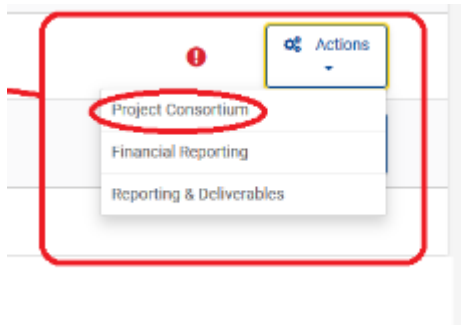 Actions
Project Consortium
Financial Reporting
Reporting & Deliverables